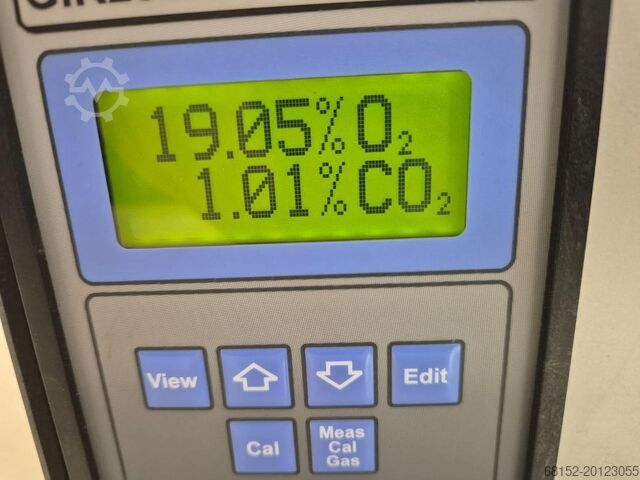 19.05%O₂
1.01%CO₂
View
Edit
Cal
Meas
Cal
Gas
68152-20123055